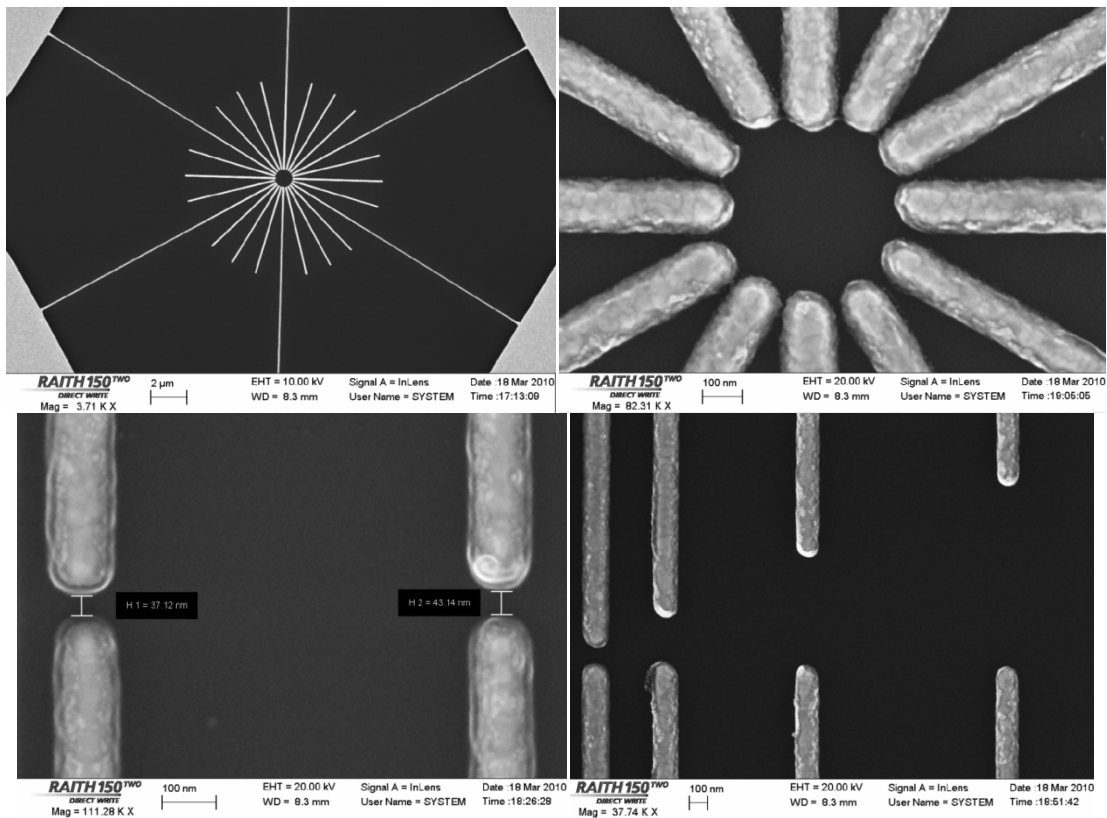 RAITH150TWO
DIRECT WRITE
Mag = 3.71 K X
2 µm
EHT = 10.00 kV
WD = 8.3 mm
Signal A = InLens
User Name = SYSTEM
Date :18 Mar 2010
Time :17:13:09
RAITH150TWO
DIRECT WRITE
Mag = 82.31 K X
100 nm
EHT = 20.00 kV
WD = 8.3 mm
Signal A = InLens
User Name = SYSTEM
Date :18 Mar 2010
Time :19:05:05
H 1 = 37.12 nm
H 2 = 43.14 nm
RAITH150TWO
DIRECT WRITE
Mag = 111.28 K X
100 nm
EHT = 20.00 kV
WD = 8.3 mm
Signal A = InLens
User Name = SYSTEM
Date :18 Mar 2010
Time :18:26:28
RAITH150TWO
DIRECT WRITE
Mag = 37.74 K X
100 nm
EHT = 20.00 kV
WD = 8.3 mm
Signal A = InLens
User Name = SYSTEM
Date :18 Mar 2010
Time :18:51:42